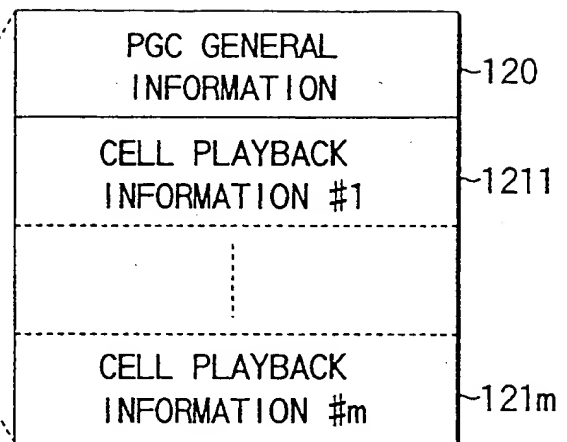 PGC GENERAL
INFORMATION
120
CELL PLAYBACK
INFORMATION #1
1211
CELL PLAYBACK
INFORMATION #m
121m